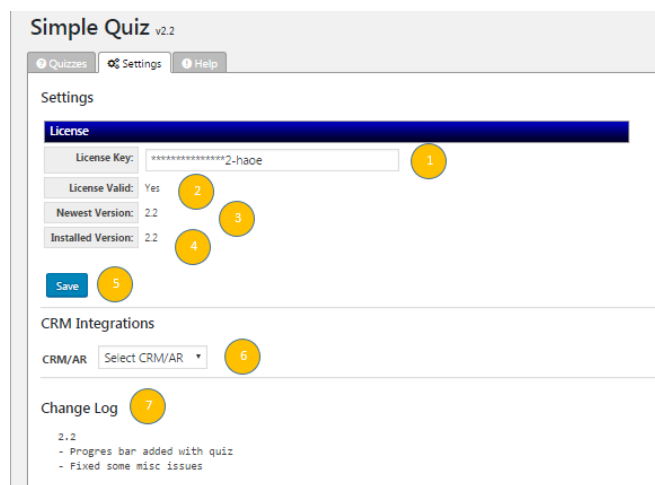 Simple Quiz v2.2
Quizzes Settings Help
Settings
License
License Key: ***************2-haoe 1
License Valid: Yes 2
Newest Version: 2.2 3
Installed Version: 2.2 4
Save 5
CRM Integrations
CRM/AR Select CRM/AR 6
Change Log 7
2.2
- Progres bar added with quiz
- Fixed some misc issues